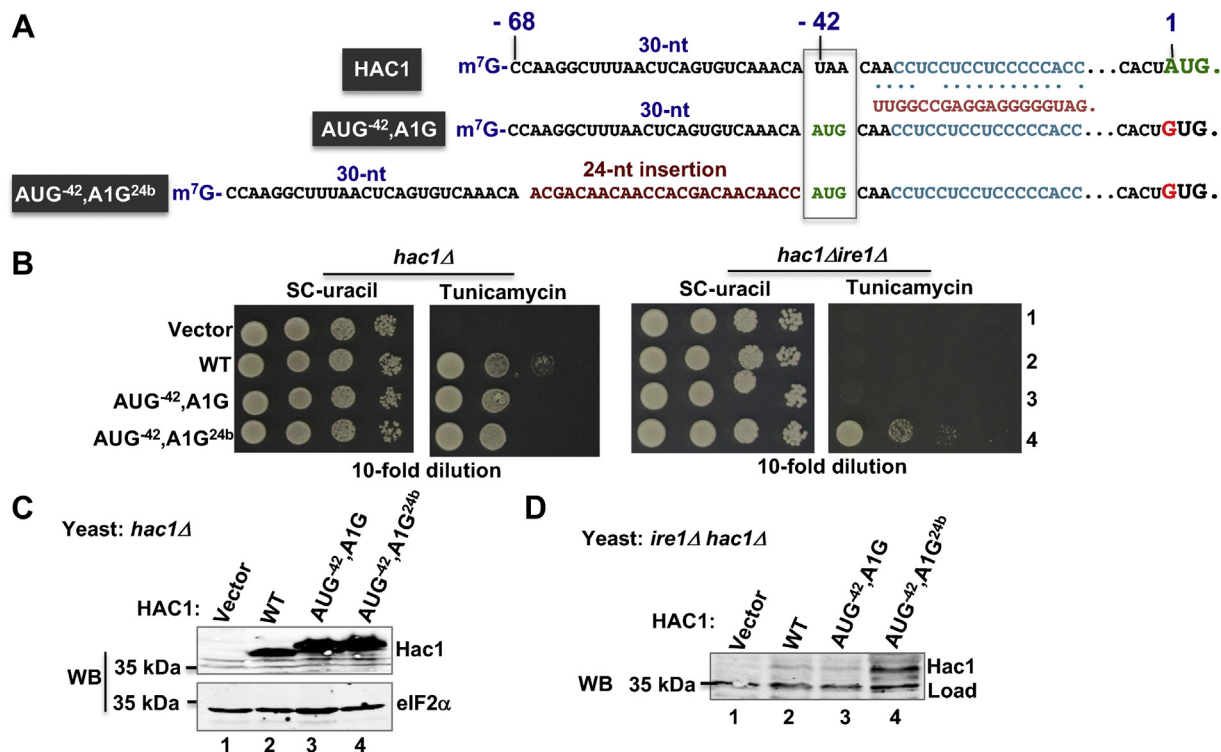 A
- 68
- 42
1
HAC1
30-nt
m⁷G-CCAAGGCUUUAACUCAGUGUCAAACA UAA CAACCUCCUCCUCCCCCACC...CACUAUG.
UUGGCCGAGGAGGGGGUAG.
AUG⁻⁴²,A1G
30-nt
m⁷G-CCAAGGCUUUAACUCAGUGUCAAACA AUG CAACCUCCUCCUCCCCCACC...CACUGUG.
AUG⁻⁴²,A1G²⁴ᵇ
30-nt
24-nt insertion
m⁷G-CCAAGGCUUUAACUCAGUGUCAAACA ACGACAACAACCACGACAACAACC AUG CAACCUCCUCCUCCCCCACC...CACUGUG.
B
hac1Δ
hac1Δire1Δ
SC-uracil
Tunicamycin
SC-uracil
Tunicamycin
Vector
1
WT
2
AUG⁻⁴²,A1G
3
AUG⁻⁴²,A1G²⁴ᵇ
4
10-fold dilution
10-fold dilution
C
Yeast: hac1Δ
HAC1:
Vector
WT
AUG⁻⁴²,A1G
AUG⁻⁴²,A1G²⁴ᵇ
Hac1
WB
35 kDa
35 kDa
eIF2α
1 2 3 4
D
Yeast: ire1Δ hac1Δ
HAC1:
Vector
WT
AUG⁻⁴²,A1G
AUG⁻⁴²,A1G²⁴ᵇ
Hac1
WB 35 kDa
Load
1 2 3 4